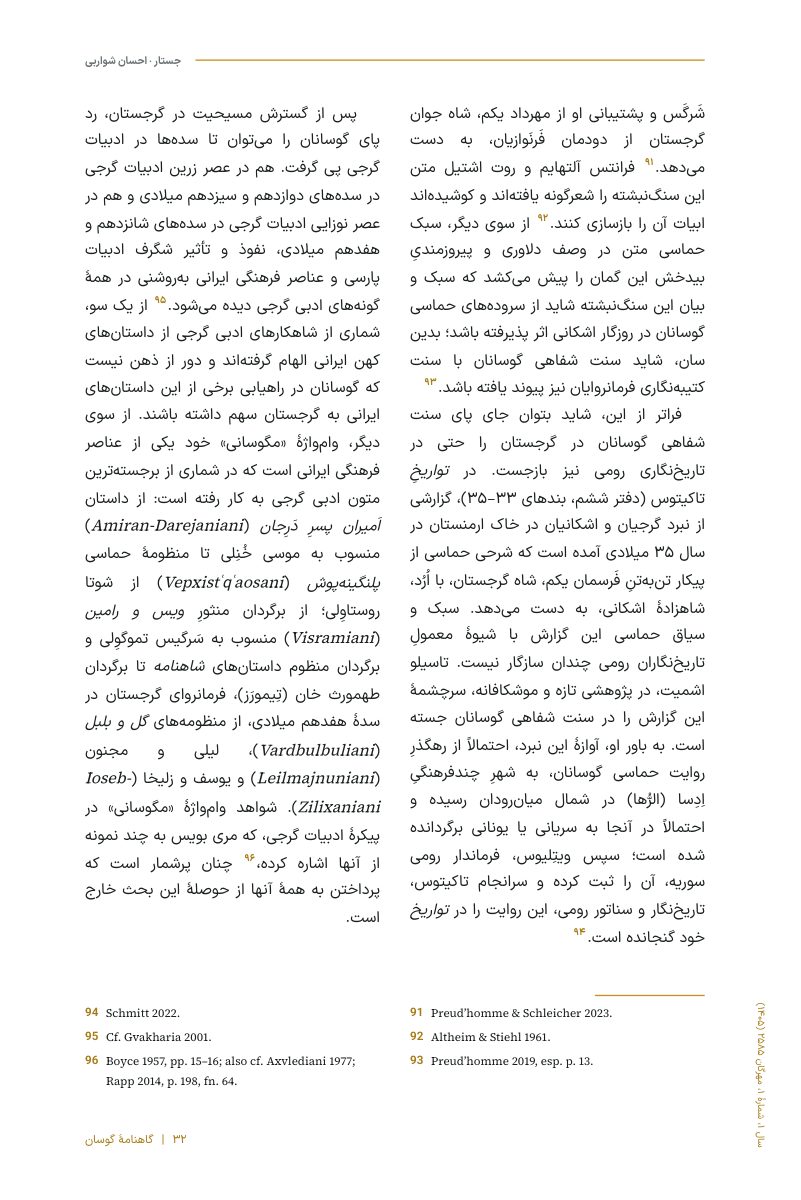 جستار · احسان شواربی
شَرگَس و پشتیبانی او از مهرداد یکم، شاه جوان
گرجستان از دودمان فَرنَوازیان، به دست
می‌دهد.۹۱ فرانتس آلتهایم و روت اشتیل متن
این سنگ‌نبشته را شعرگونه یافته‌اند و کوشیده‌اند
ابیات آن را بازسازی کنند.۹۲ از سوی دیگر، سبک
حماسی متن در وصف دلاوری و پیروزمندیِ
بیدخش این گمان را پیش می‌کشد که سبک و
بیان این سنگ‌نبشته شاید از سروده‌های حماسی
گوسانان در روزگار اشکانی اثر پذیرفته باشد؛ بدین
سان، شاید سنت شفاهی گوسانان با سنت
کتیبه‌نگاری فرمانروایان نیز پیوند یافته باشد.۹۳
فراتر از این، شاید بتوان جای پای سنت
شفاهی گوسانان در گرجستان را حتی در
تاریخ‌نگاری رومی نیز بازجست. در تواریخِ
تاکیتوس (دفتر ششم، بندهای ۳۳–۳۵)، گزارشی
از نبرد گرجیان و اشکانیان در خاک ارمنستان در
سال ۳۵ میلادی آمده است که شرحی حماسی از
پیکار تن‌به‌تنِ فَرسمان یکم، شاه گرجستان، با اُرُد،
شاهزادهٔ اشکانی، به دست می‌دهد. سبک و
سیاق حماسی این گزارش با شیوهٔ معمولِ
تاریخ‌نگاران رومی چندان سازگار نیست. تاسیلو
اشمیت، در پژوهشی تازه و موشکافانه، سرچشمهٔ
این گزارش را در سنت شفاهی گوسانان جسته
است. به باور او، آوازهٔ این نبرد، احتمالاً از رهگذرِ
روایت حماسی گوسانان، به شهرِ چندفرهنگیِ
اِدِسا (الرُّها) در شمال میان‌رودان رسیده و
احتمالاً در آنجا به سریانی یا یونانی برگردانده
شده است؛ سپس ویتِلیوس، فرماندار رومی
سوریه، آن را ثبت کرده و سرانجام تاکیتوس،
تاریخ‌نگار و سناتور رومی، این روایت را در تواریخ
خود گنجانده است.۹۴
پس از گسترش مسیحیت در گرجستان، رد
پای گوسانان را می‌توان تا سده‌ها در ادبیات
گرجی پی گرفت. هم در عصر زرین ادبیات گرجی
در سده‌های دوازدهم و سیزدهم میلادی و هم در
عصر نوزایی ادبیات گرجی در سده‌های شانزدهم و
هفدهم میلادی، نفوذ و تأثیر شگرف ادبیات
پارسی و عناصر فرهنگی ایرانی به‌روشنی در همهٔ
گونه‌های ادبی گرجی دیده می‌شود.۹۵ از یک سو،
شماری از شاهکارهای ادبی گرجی از داستان‌های
کهن ایرانی الهام گرفته‌اند و دور از ذهن نیست
که گوسانان در راهیابی برخی از این داستان‌های
ایرانی به گرجستان سهم داشته باشند. از سوی
دیگر، وام‌واژهٔ «مگوسانی» خود یکی از عناصر
فرهنگی ایرانی است که در شماری از برجسته‌ترین
متون ادبی گرجی به کار رفته است: از داستان
اَمیران پسرِ دَرِجان (Amiran-Darejaniani)
منسوب به موسی خُنِلی تا منظومهٔ حماسی
پلنگینه‌پوش (Vepxistʿqʿaosani) از شوتا
روستاوِلی؛ از برگردان منثورِ ویس و رامین
(Visramiani) منسوب به سَرگیس تموگوِلی و
برگردان منظوم داستان‌های شاهنامه تا برگردان
طهمورث خان (تِیمورَز)، فرمانروای گرجستان در
سدهٔ هفدهم میلادی، از منظومه‌های گل و بلبل
(Vardbulbuliani)، لیلی و مجنون
(Leilmajnuniani) و یوسف و زلیخا (Ioseb-
Zilixaniani). شواهد وام‌واژهٔ «مگوسانی» در
پیکرهٔ ادبیات گرجی، که مری بویس به چند نمونه
از آنها اشاره کرده،۹۶ چنان پرشمار است که
پرداختن به همهٔ آنها از حوصلهٔ این بحث خارج
است.
91 Preud’homme & Schleicher 2023.
92 Altheim & Stiehl 1961.
93 Preud’homme 2019, esp. p. 13.
94 Schmitt 2022.
95 Cf. Gvakharia 2001.
96 Boyce 1957, pp. 15–16; also cf. Axvlediani 1977;
Rapp 2014, p. 198, fn. 64.
سال ۱، شمارهٔ ۱، مهرگان ۲۵۸۵ (۱۴۰۵)
۳۲ | گاهنامهٔ گوسان